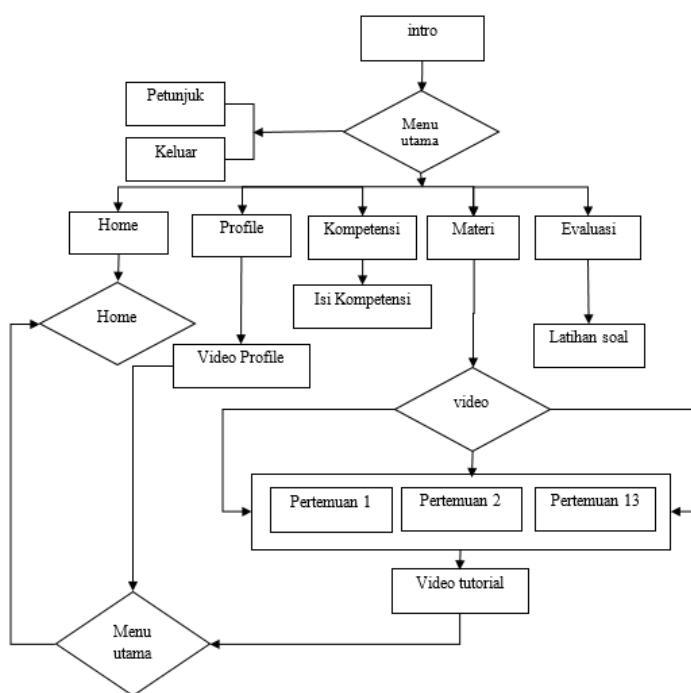 intro
Petunjuk
Keluar
Menu
utama
Home
Profile
Kompetensi
Materi
Evaluasi
Home
Isi Kompetensi
Video Profile
Latihan soal
video
Pertemuan 1
Pertemuan 2
Pertemuan 13
Video tutorial
Menu
utama